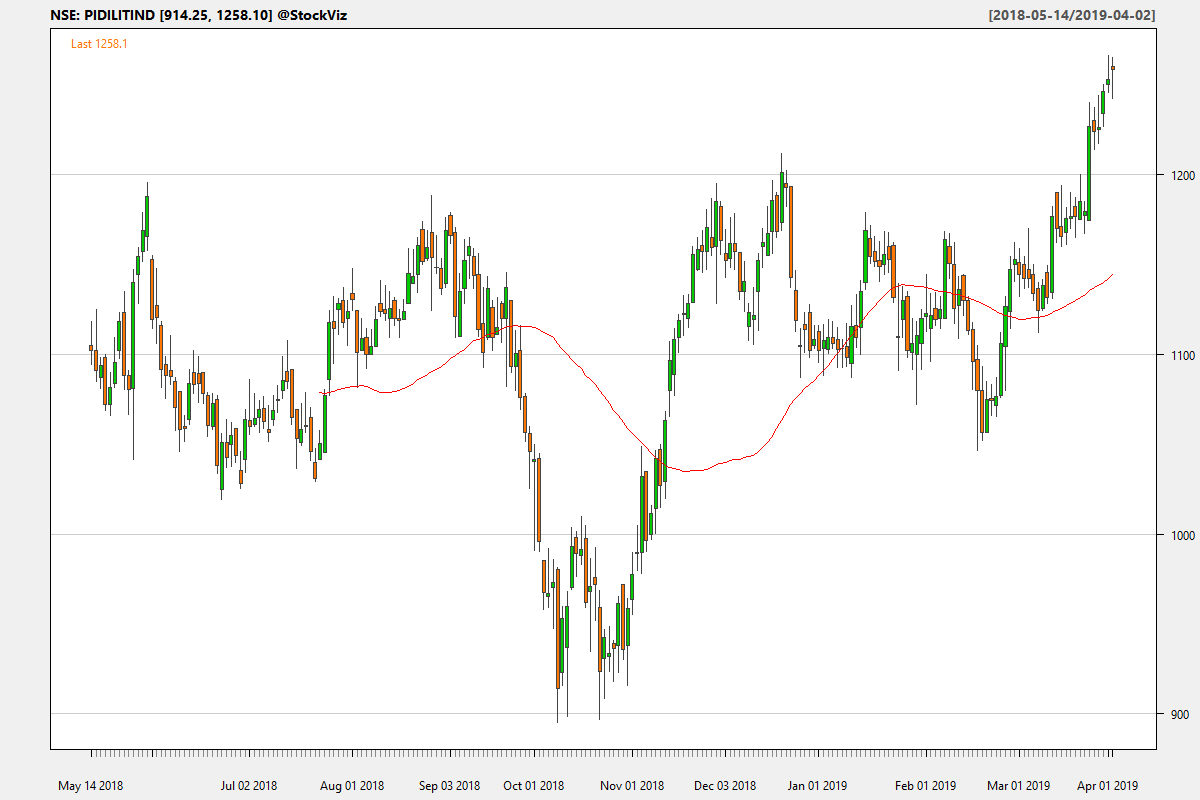 NSE: PIDILITIND [914.25, 1258.10] @StockViz
[2018-05-14/2019-04-02]
Last 1258.1
1200
1100
1000
900
May 14 2018 Jul 02 2018 Aug 01 2018 Sep 03 2018 Oct 01 2018 Nov 01 2018 Dec 03 2018 Jan 01 2019 Feb 01 2019 Mar 01 2019 Apr 01 2019